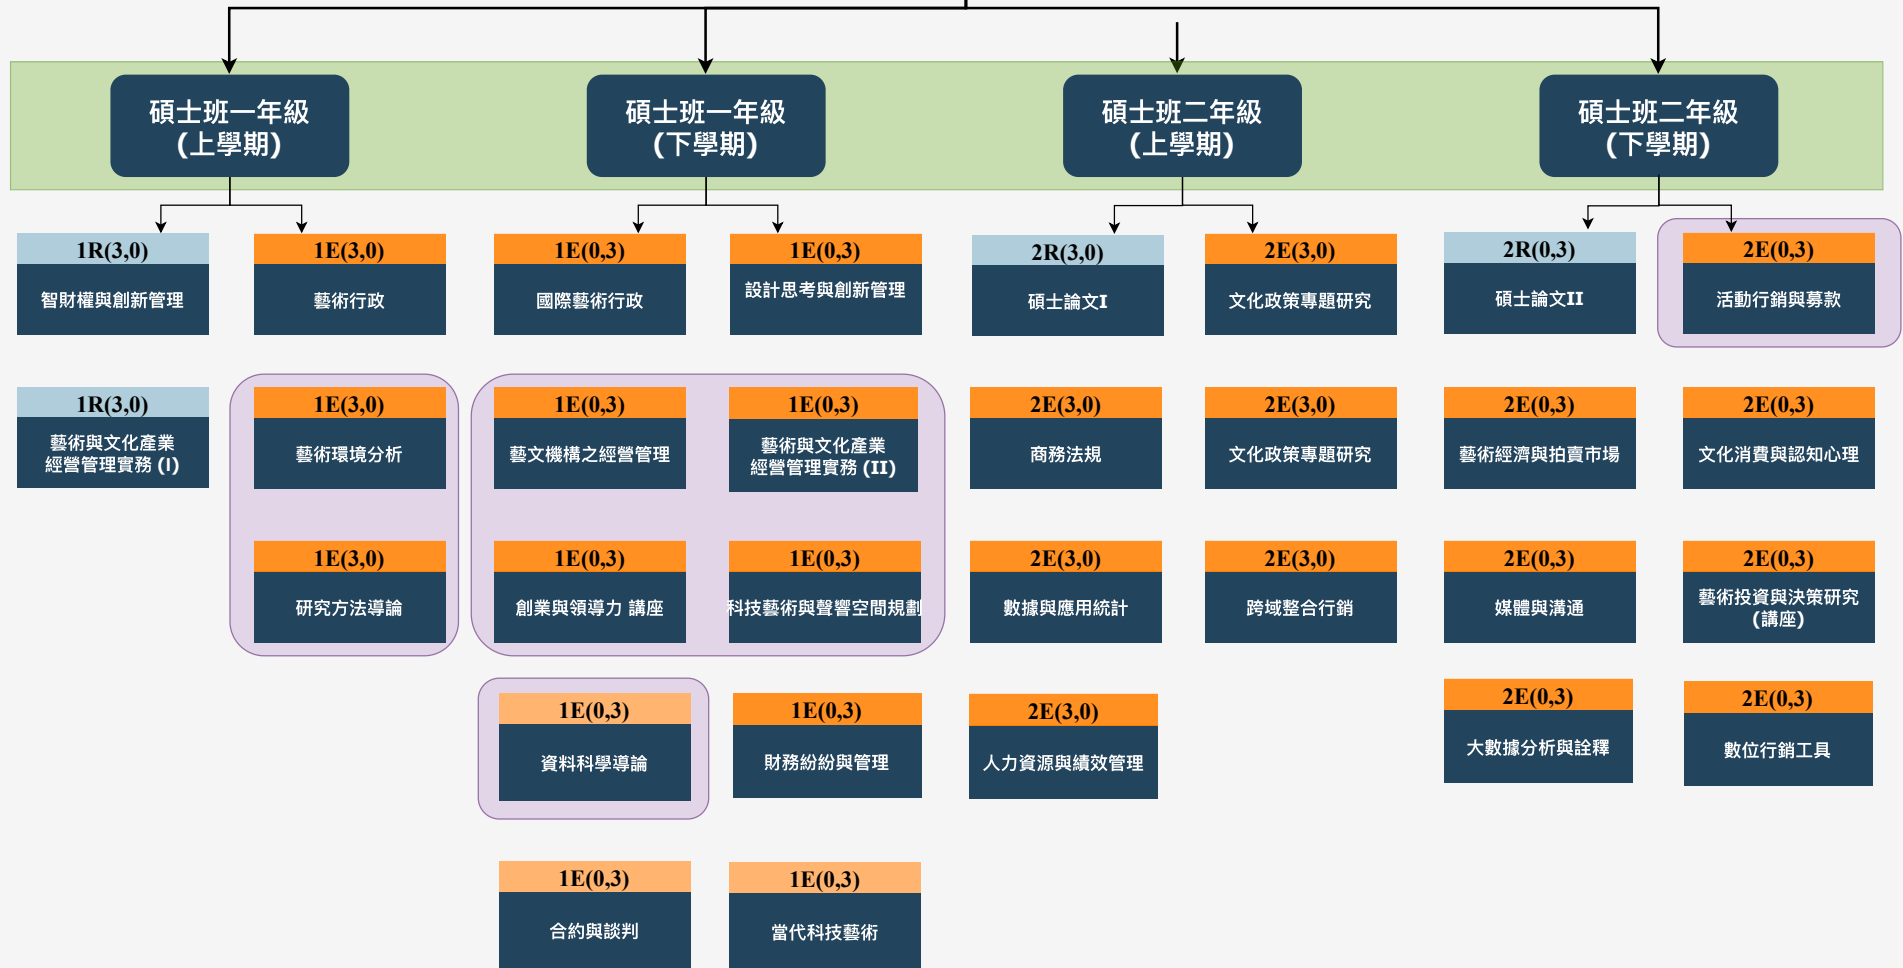 碩士班一年級
(上學期)
碩士班一年級
(下學期)
碩士班二年級
(上學期)
碩士班二年級
(下學期)
1R(3,0)
智財權與創新管理
1E(3,0)
藝術行政
1E(0,3)
國際藝術行政
1E(0,3)
設計思考與創新管理
2R(3,0)
碩士論文I
2E(3,0)
文化政策專題研究
2R(0,3)
碩士論文II
2E(0,3)
活動行銷與募款
1R(3,0)
藝術與文化產業
經營管理實務 (I)
1E(3,0)
藝術環境分析
1E(0,3)
藝文機構之經營管理
1E(0,3)
藝術與文化產業
經營管理實務 (II)
2E(3,0)
商務法規
2E(3,0)
文化政策專題研究
2E(0,3)
藝術經濟與拍賣市場
2E(0,3)
文化消費與認知心理
1E(3,0)
研究方法導論
1E(0,3)
創業與領導力 講座
1E(0,3)
科技藝術與聲響空間規劃
2E(3,0)
數據與應用統計
2E(3,0)
跨域整合行銷
2E(0,3)
媒體與溝通
2E(0,3)
藝術投資與決策研究
(講座)
1E(0,3)
資料科學導論
1E(0,3)
財務紛紛與管理
2E(3,0)
人力資源與績效管理
2E(0,3)
大數據分析與詮釋
2E(0,3)
數位行銷工具
1E(0,3)
合約與談判
1E(0,3)
當代科技藝術